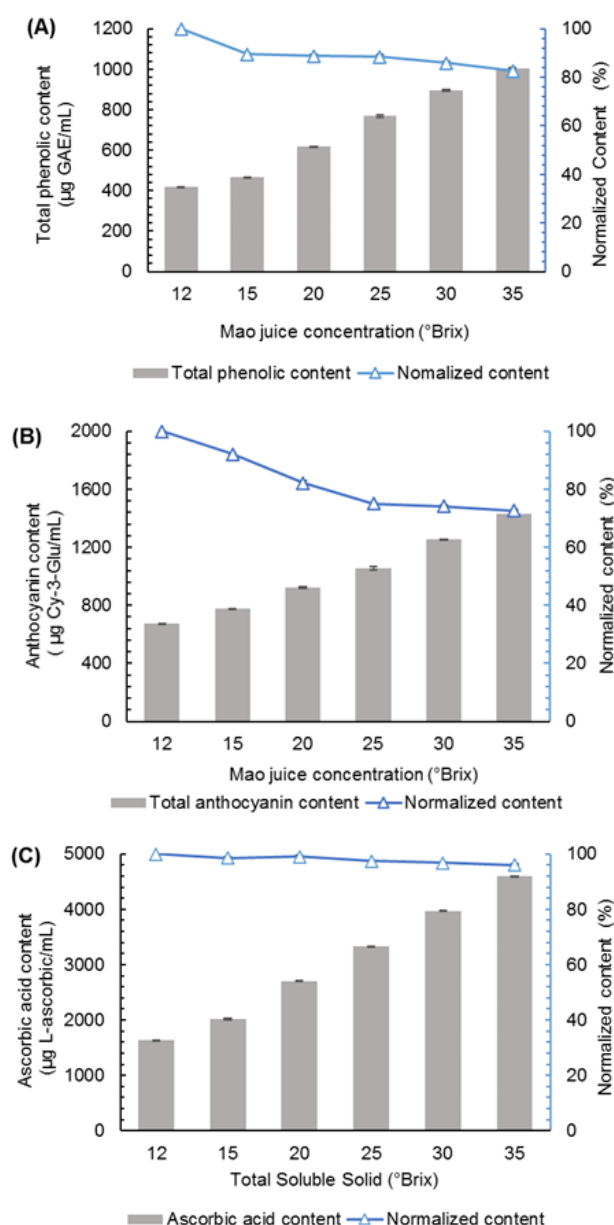 (A)
1200
1000
800
600
400
200
0
Total phenolic content
(µg GAE/mL)
100
80
60
40
20
0
Normalized Content (%)
12 15 20 25 30 35
Mao juice concentration (°Brix)
Total phenolic content Nomalized content
(B)
2000
1600
1200
800
400
0
Anthocyanin content
( µg Cy-3-Glu/mL)
100
80
60
40
20
0
Normalized content (%)
12 15 20 25 30 35
Mao juice concentration (°Brix)
Total anthocyanin content Normalized content
(C)
5000
4000
3000
2000
1000
0
Ascorbic acid content
(µg L-ascorbic/mL)
100
80
60
40
20
0
Normalized content (%)
12 15 20 25 30 35
Total Soluble Solid (°Brix)
Ascorbic acid content Normalized content